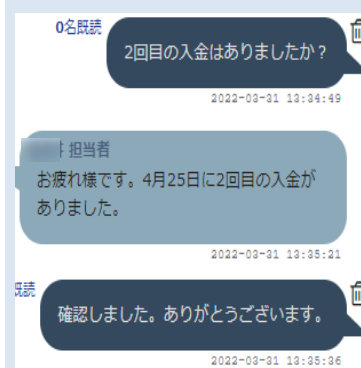 0名既読
2回目の入金はありましたか？
2022-03-31 13:34:49
担当者
お疲れ様です。4月25日に2回目の入金が
ありました。
2022-03-31 13:35:21
既読
確認しました。ありがとうございます。
2022-03-31 13:35:36